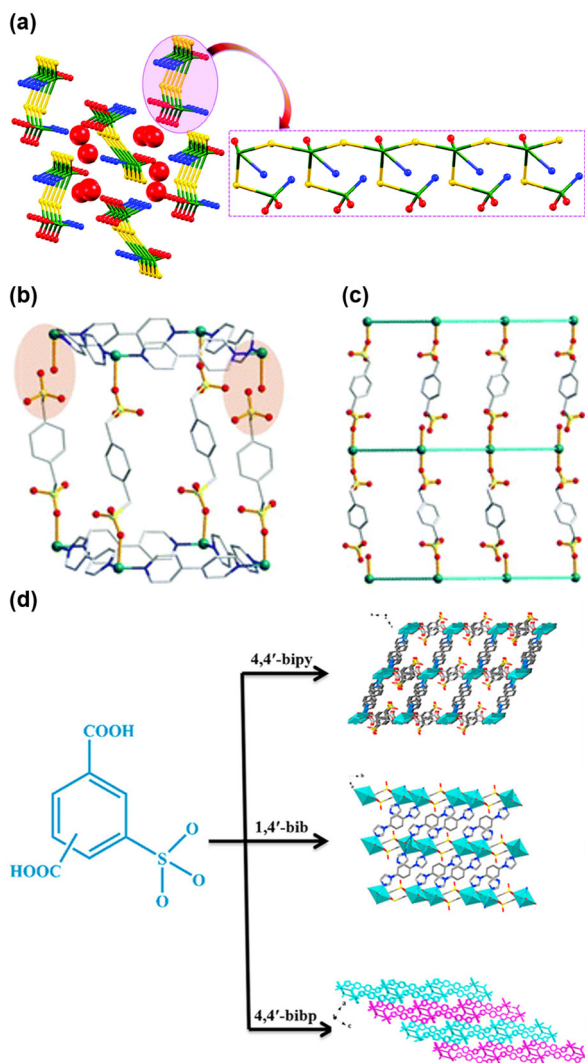 (a)
(b)
(c)
(d)
4,4′-bipy
COOH
1,4′-bib
HOOC
S
O
O
O
4,4′-bibp